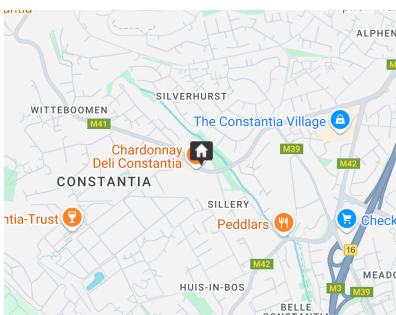 ntia
ALPHEN
SILVERHURST
WITTEBOOMEN
The Constantia Village
M41
Chardonnay
Deli Constantia
M39
M42
CONSTANTIA
SILLERY
ntia-Trust
Peddlars
Check
16
M42
MEADO
HUIS-IN-BOS
M3
M39
BELLE
CONSTANTIA